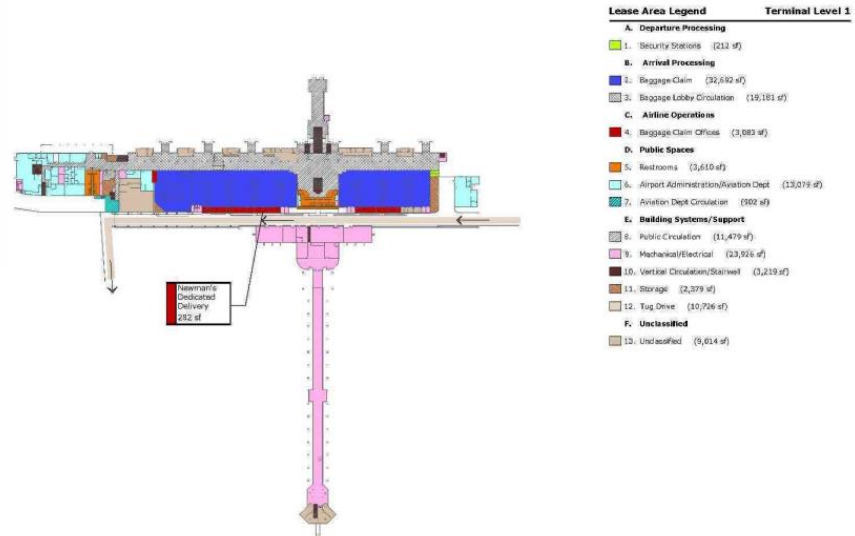 Lease Area Legend Terminal Level 1
A. Departure Processing
1. Security Stations (212 sf)
B. Arrival Processing
2. Baggage Claim (32,692 sf)
3. Baggage Lobby Circulation (19,181 sf)
C. Airline Operations
4. Baggage Claim Offices (3,083 sf)
D. Public Spaces
5. Restrooms (3,610 sf)
6. Airport Administration/Aviation Dept (13,079 sf)
7. Aviation Dept Circulation (902 sf)
E. Building Systems/Support
8. Public Circulation (11,479 sf)
9. Mechanical/Electrical (23,926 sf)
10. Vertical Circulation/Stairwell (3,219 sf)
11. Storage (2,379 sf)
12. Tug Drive (10,726 sf)
F. Unclassified
13. Unclassified (9,614 sf)
Newman's
Dedicated
Delivery
282 sf